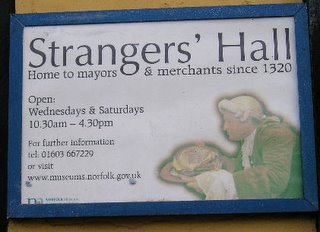 Strangers' Hall
Home to mayors & merchants since 1320
Open:
Wednesdays & Saturdays
10.30am – 4.30pm
For further information
tel: 01603 667229
or visit
www.museums.norfolk.gov.uk